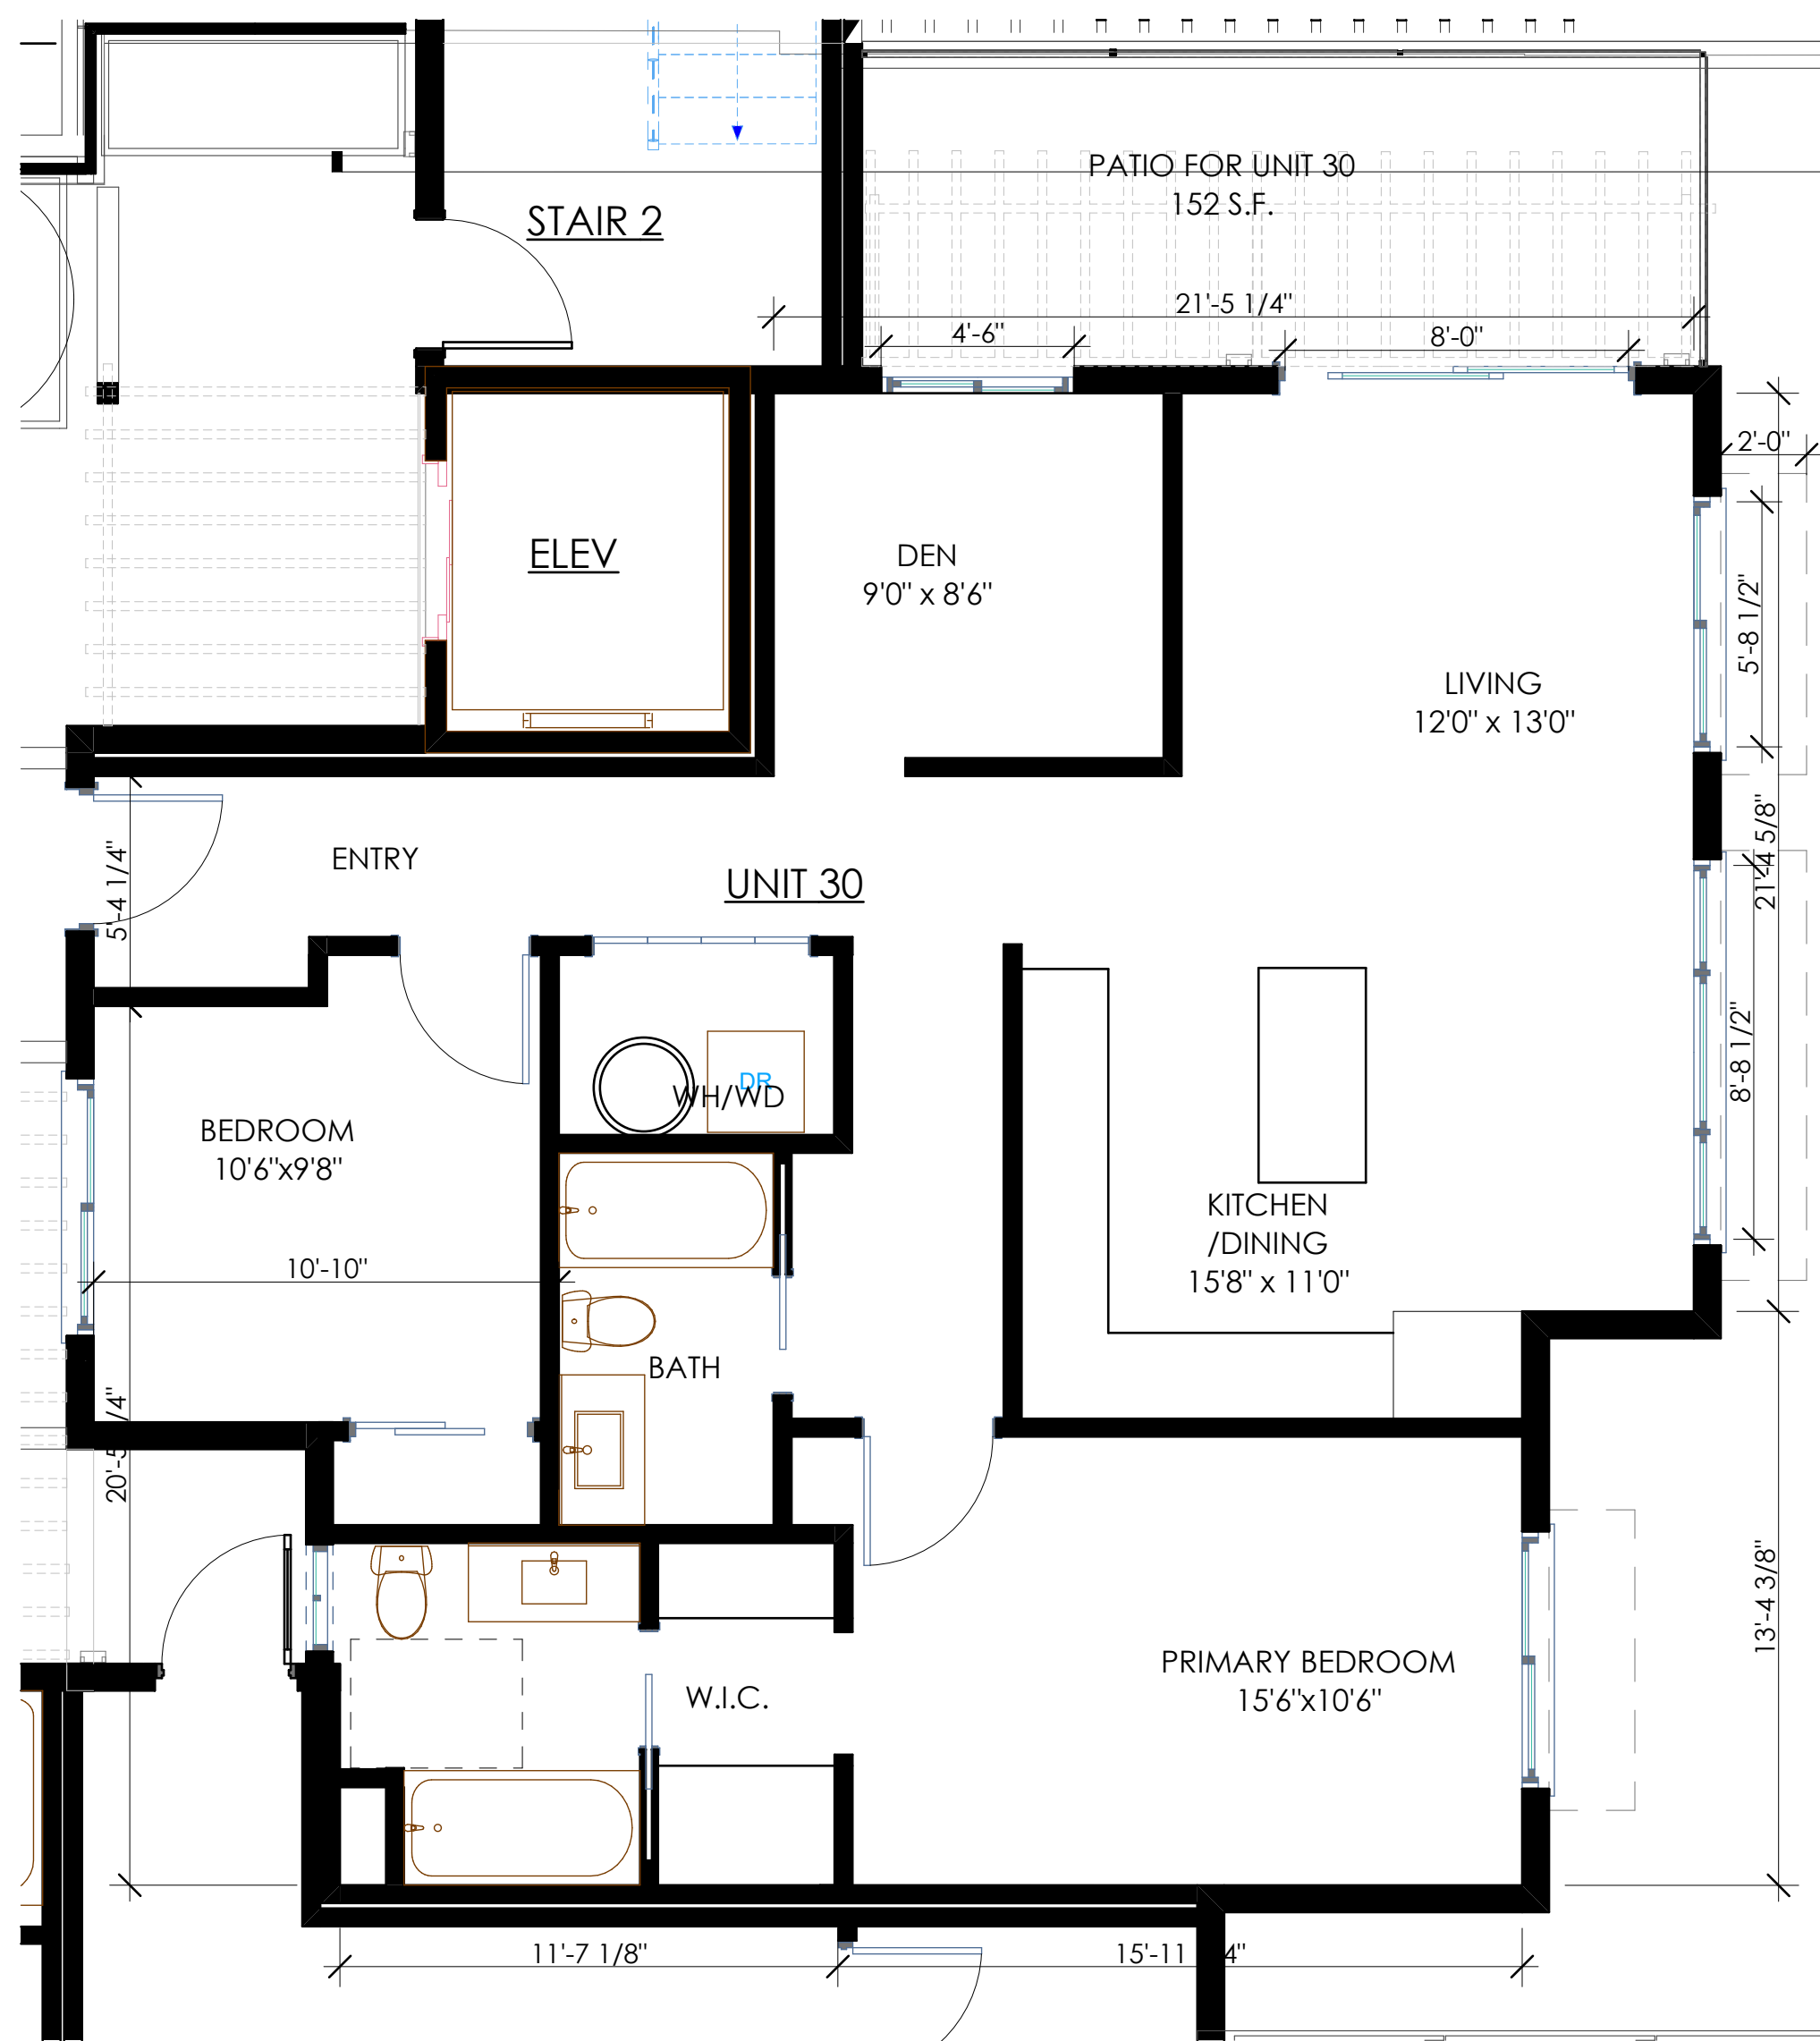 PATIO FOR UNIT 30
152 S.F.
STAIR 2
21'-5 1/4"
4'-6"
8'-0"
2'-0"
ELEV
DEN
9'0" x 8'6"
5'-8 1/2"
LIVING
12'0" x 13'0"
21'-4 5/8"
5'-4 1/4"
ENTRY
UNIT 30
8'-8 1/2"
DR
WH/WD
BEDROOM
10'6"x9'8"
KITCHEN
/DINING
15'8" x 11'0"
10'-10"
BATH
20'-5
/4"
13'-4 3/8"
PRIMARY BEDROOM
15'6"x10'6"
W.I.C.
11'-7 1/8"
15'-11
4"